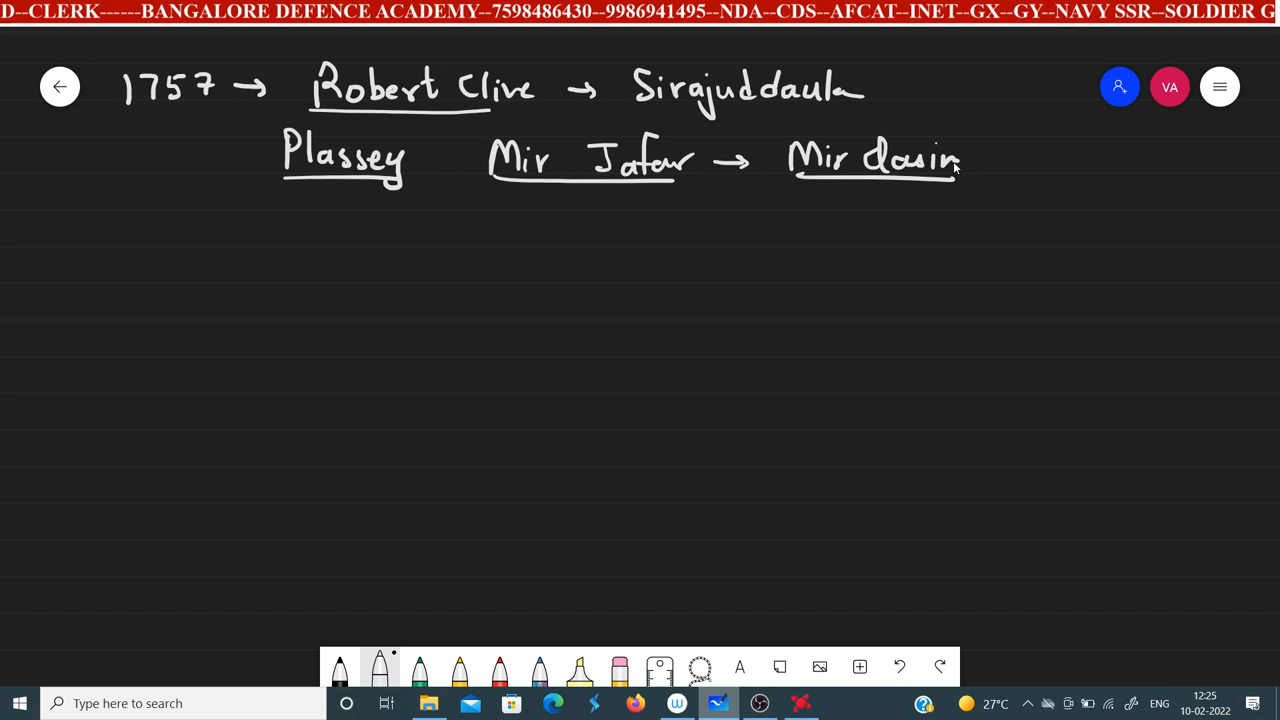 D--CLERK------BANGALORE DEFENCE ACADEMY--7598486430--9986941495--NDA--CDS--AFCAT--INET--GX--GY--NAVY SSR--SOLDIER G
1757 → Robert Clive → Sirajuddaula
VA
Plassey Mir Jafar → Mir
A
Type here to search
27°C
ENG
12:25
10-02-2022